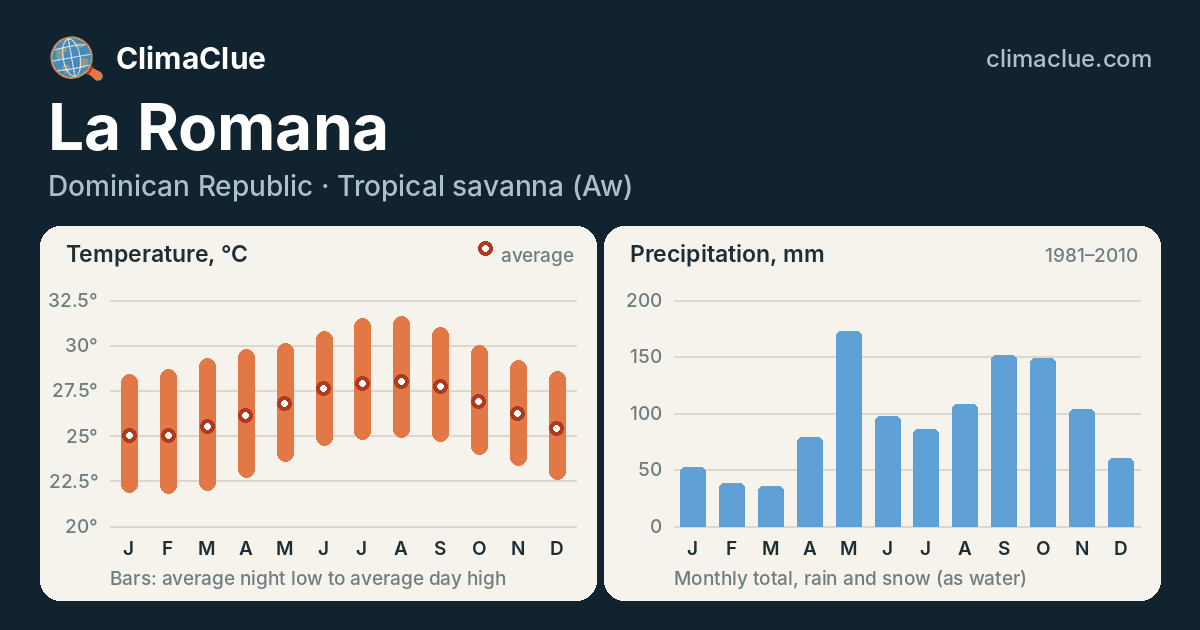 ClimaClue
climaclue.com
La Romana
Dominican Republic · Tropical savanna (Aw)
Temperature, °C
average
32.5°
30°
27.5°
25°
22.5°
20°
J F M A M J J A S O N D
Bars: average night low to average day high
Precipitation, mm
1981–2010
200
150
100
50
0
J F M A M J J A S O N D
Monthly total, rain and snow (as water)